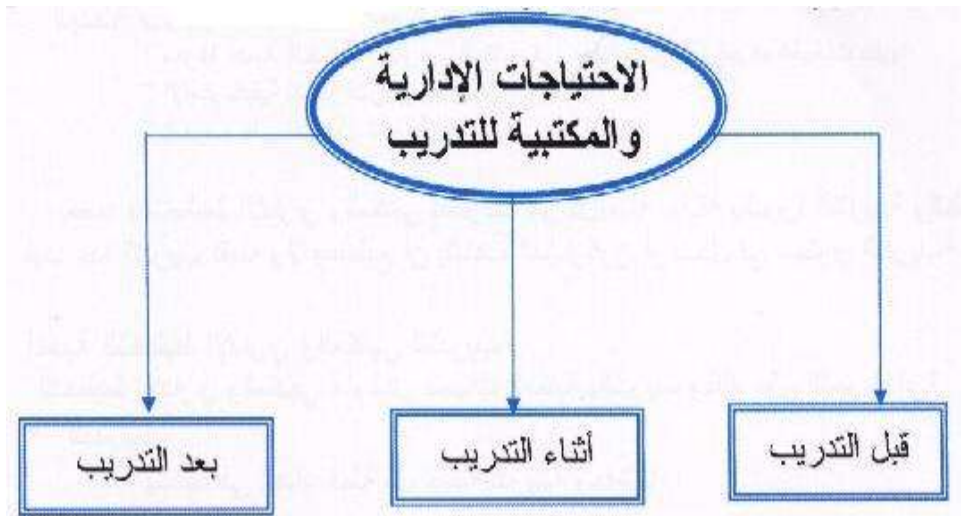 الاحتياجات الإدارية
والمكتبية للتدريب
قبل التدريب
أثناء التدريب
بعد التدريب